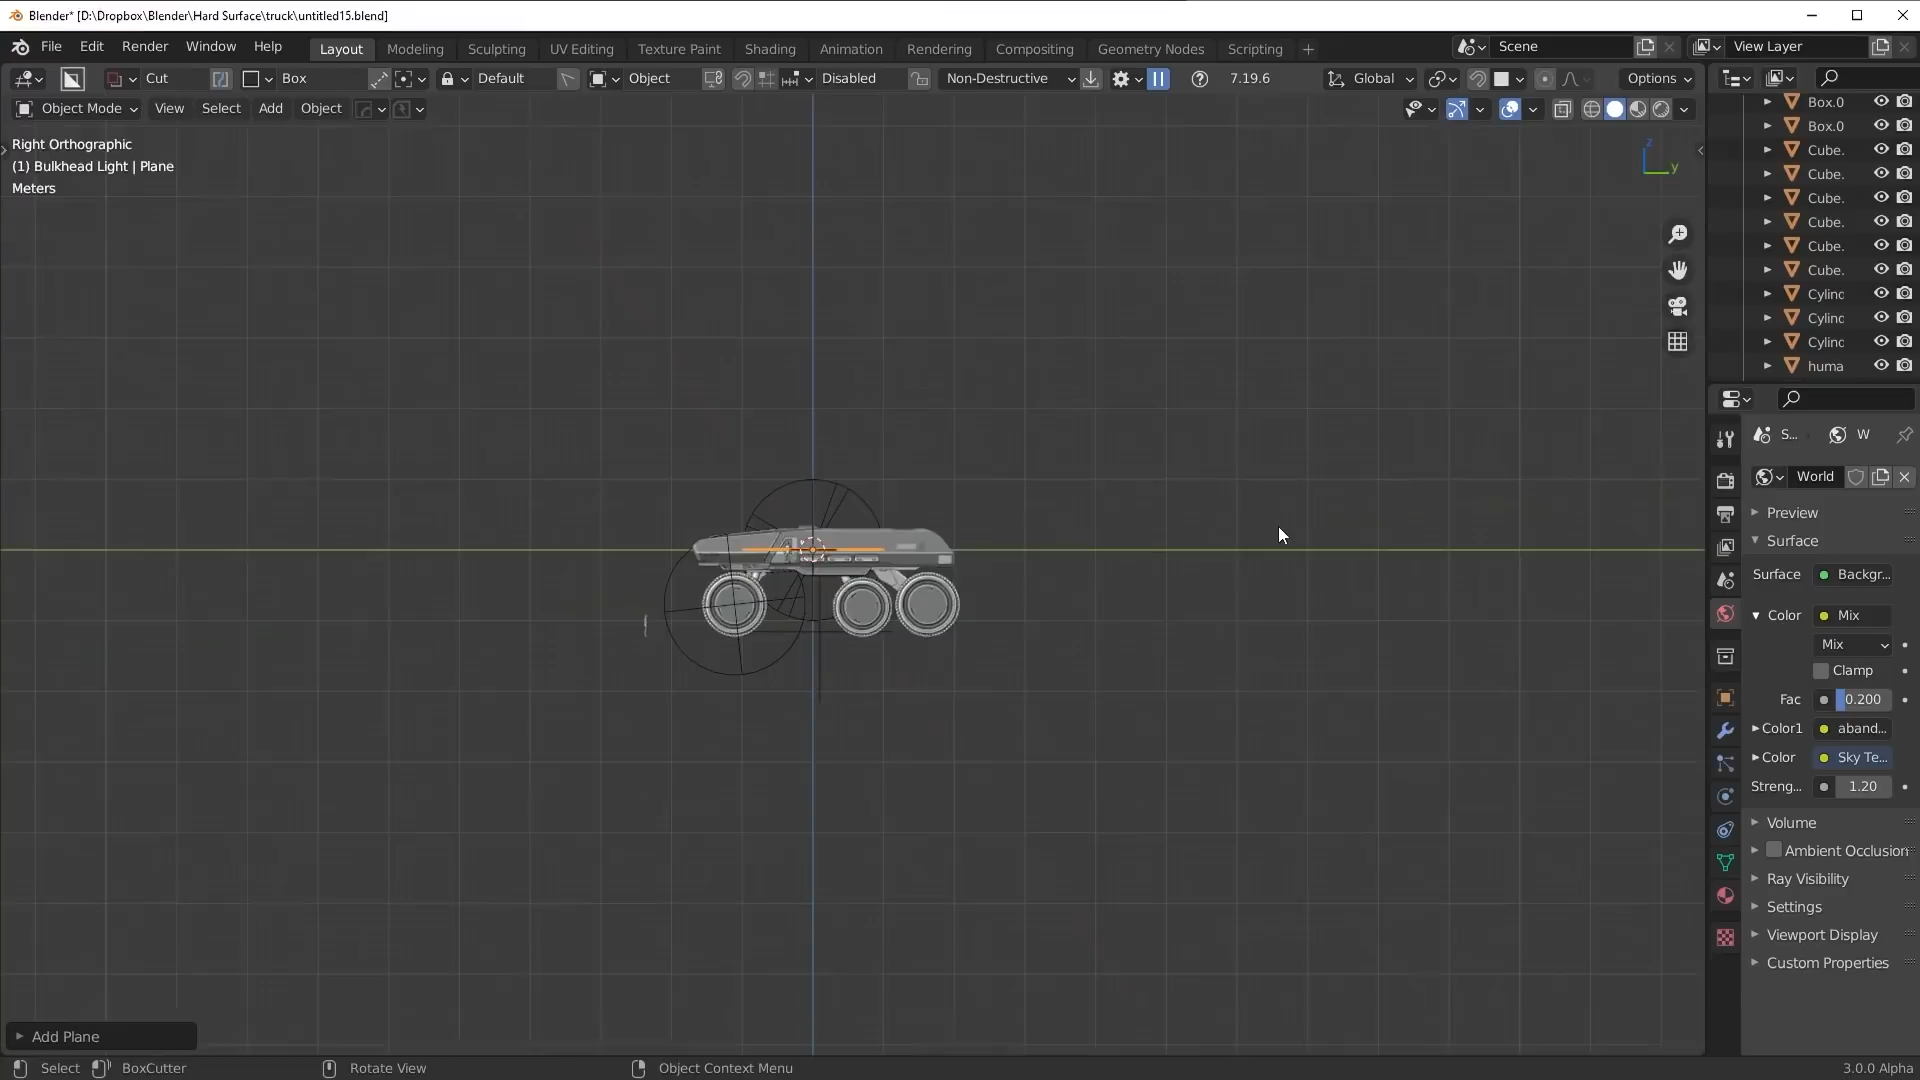 Blender* [D:\Dropbox\Blender\Hard Surface\truck\untitled15.blend]
File Edit Render Window Help Layout Modeling Sculpting UV Editing Texture Paint Shading Animation Rendering Compositing Geometry Nodes Scripting + Scene View Layer
Cut Box Default Object Disabled Non-Destructive 7.19.6 Global Options
Object Mode View Select Add Object
Right Orthographic
(1) Bulkhead Light | Plane
Meters
z
y
Box.0
Box.0
Cube.
Cube.
Cube.
Cube.
Cube.
Cube.
Cylinc
Cylinc
Cylinc
huma
S... W
World
Preview
Surface
Surface Backgr...
Color Mix
Mix
Clamp
Fac 0.200
Color1 aband...
Color Sky Te...
Streng... 1.20
Volume
Ambient Occlusion
Ray Visibility
Settings
Viewport Display
Custom Properties
Add Plane
Select BoxCutter Rotate View Object Context Menu 3.0.0 Alpha